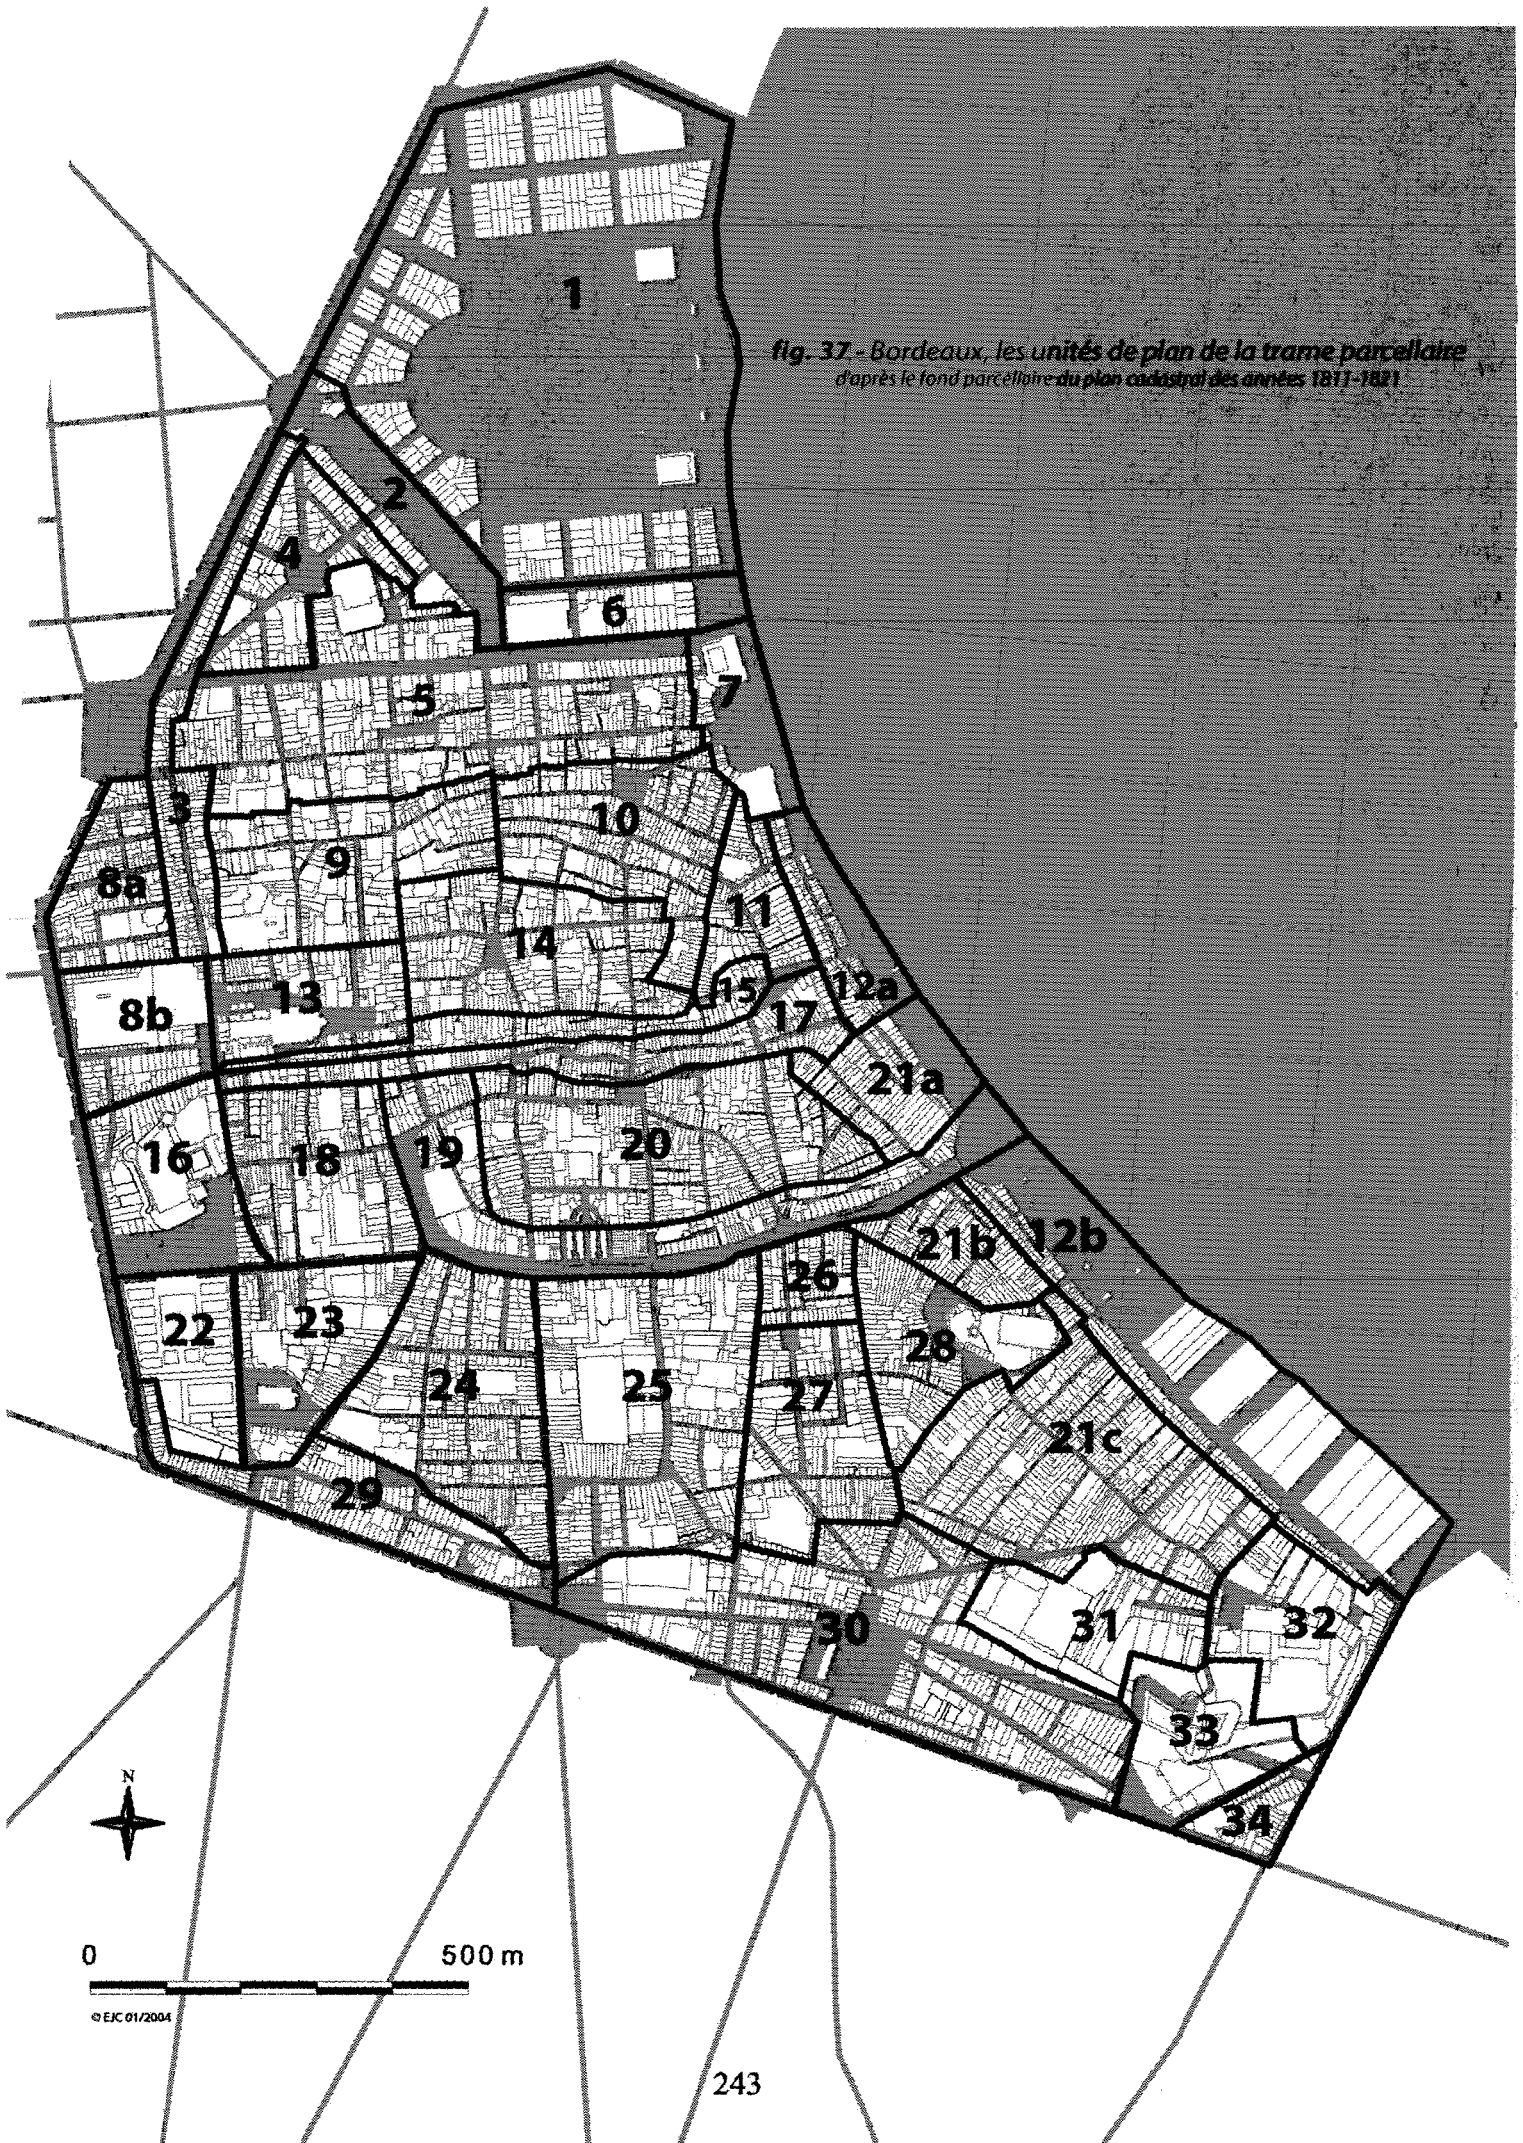 1
fig. 37 - Bordeaux, les unités de plan de la trame parcellaire
d'après le fond parcellaire du plan cadastral des années 1811-1821
2
4
6
5
7
3
10
9
8a
11
14
13
15
12a
8b
17
21a
16
18
19
20
21b
12b
26
22
23
28
24
25
27
21c
29
31
32
30
33
34
N
0 500 m
© EJC 01/2004
243